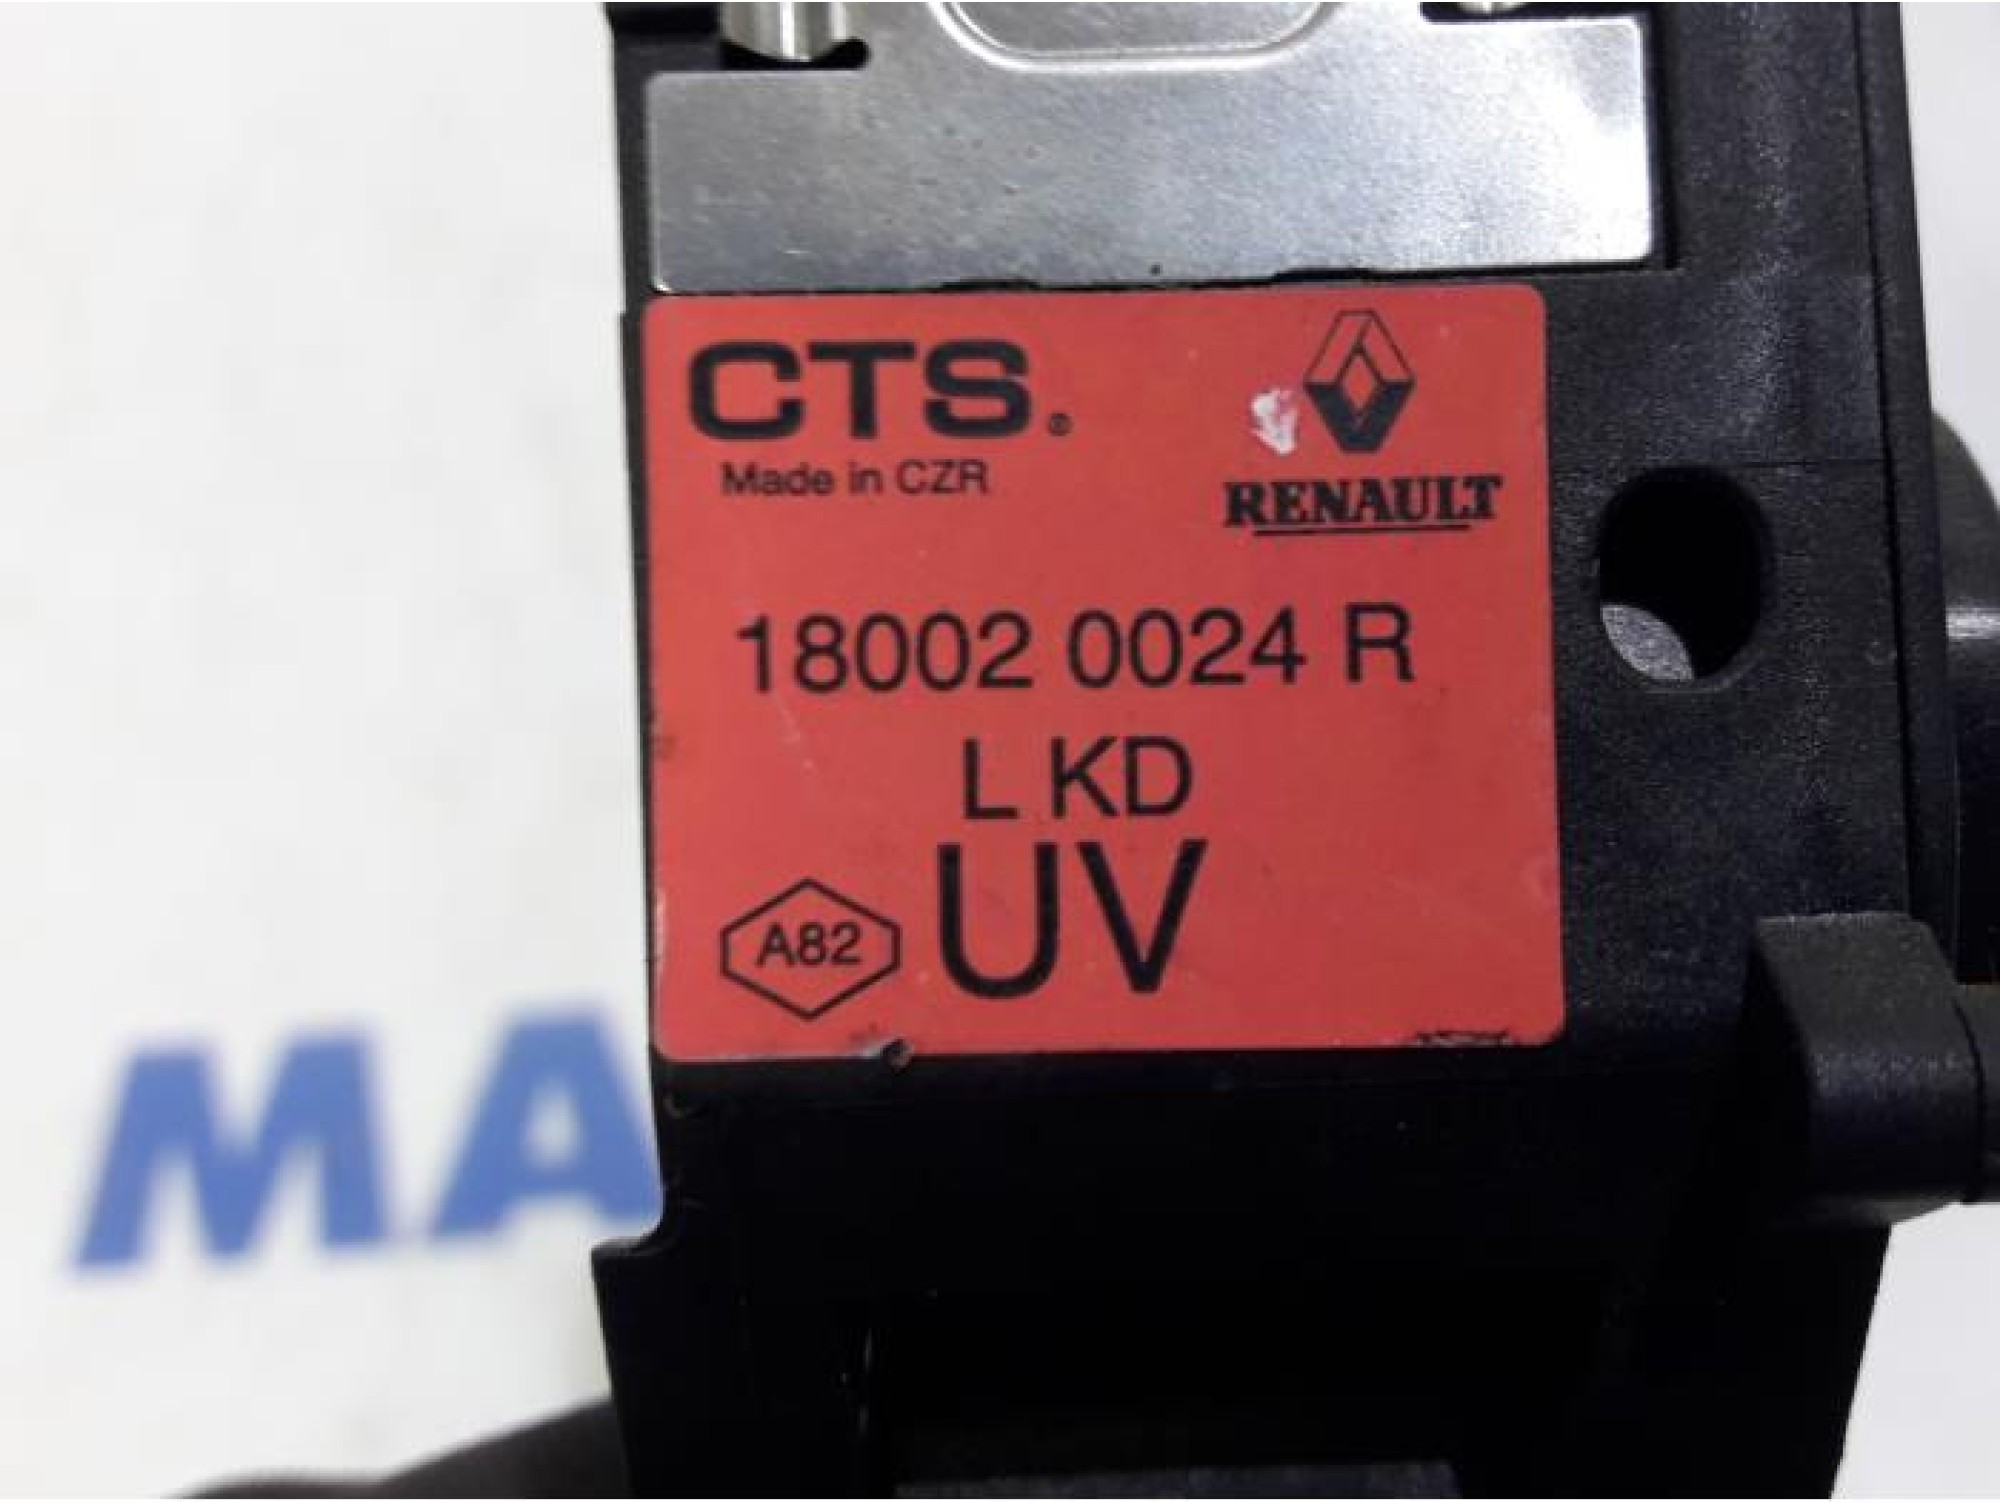 CTS®
Made in CZR
RENAULT
18002 0024 R
L KD
UV
A82
MA